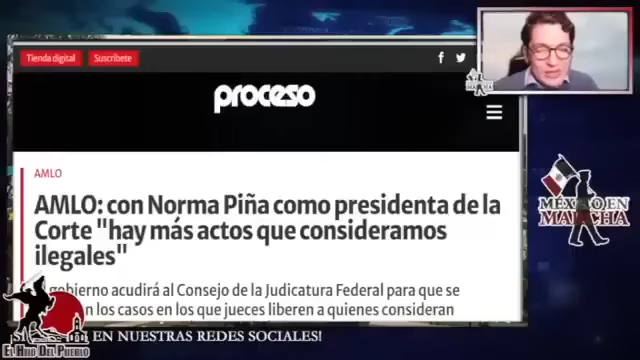 Tienda digital Suscríbete
proceso
AMLO
AMLO: con Norma Piña como presidenta de la
Corte "hay más actos que consideramos
ilegales"
gobierno acudirá al Consejo de la Judicatura Federal para que se
n los casos en los que jueces liberen a quienes consideran
EN NUESTRAS REDES SOCIALES!
EL HIJO DEL PUEBLO
MÉXICO EN
MARCHA